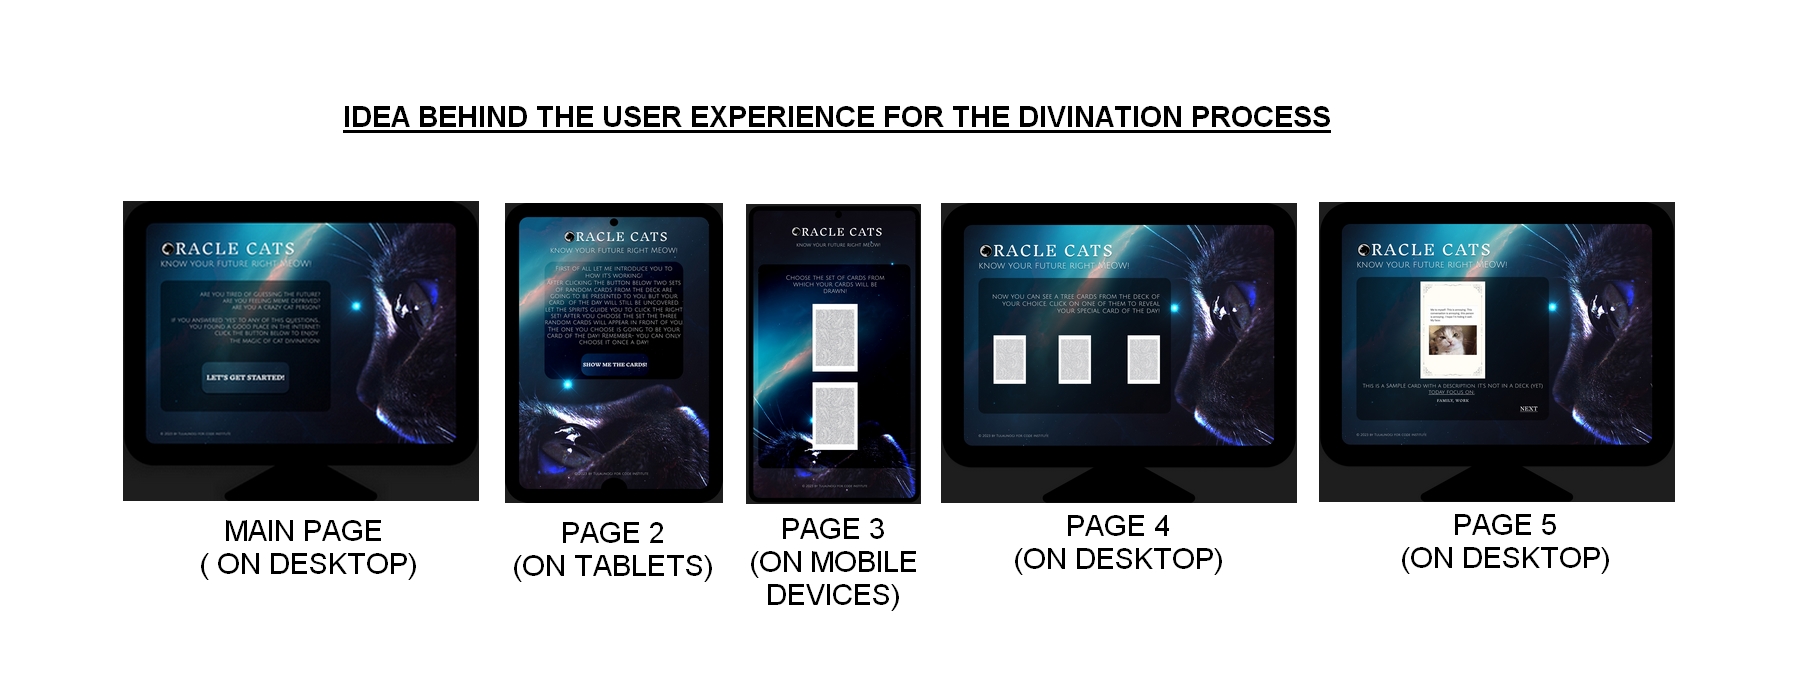 IDEA BEHIND THE USER EXPERIENCE FOR THE DIVINATION PROCESS
ORACLE CATS
KNOW YOUR FUTURE RIGHT MEOW!
ARE YOU TIRED OF GUESSING THE FUTURE?
ARE YOU FEELING MEME DEPRIVED?
ARE YOU A CRAZY CAT PERSON?
IF YOU ANSWERED 'YES' TO ANY OF THIS QUESTIONS,
YOU FOUND A GOOD PLACE IN THE INTERNET!
CLICK THE BUTTON BELOW TO ENJOY
THE MAGIC OF CAT DIVINATION!
LET'S GET STARTED!
MAIN PAGE
( ON DESKTOP)
ORACLE CATS
KNOW YOUR FUTURE RIGHT MEOW!
FIRST OF ALL LET ME INTRODUCE YOU TO
HOW IT'S WORKING!
AFTER CLICKING THE BUTTON BELOW TWO SETS
OF RANDOM CARDS FROM THE DECK ARE
GOING TO BE PRESENTED TO YOU BUT YOUR
CARD OF THE DAY WILL STILL BE UNCOVERED.
LET THE SPIRITS GUIDE YOU TO CLICK THE RIGHT
SET! AFTER YOU CHOOSE THE SET THE THREE
RANDOM CARDS WILL APPEAR IN FRONT OF YOU
THE ONE YOU CHOOSE IS GOING TO BE YOUR
CARD OF THE DAY! REMEMBER- YOU CAN ONLY
CHOOSE IT ONCE A DAY!
SHOW ME THE CARDS!
PAGE 2
(ON TABLETS)
ORACLE CATS
KNOW YOUR FUTURE RIGHT MEOW!
CHOOSE THE SET OF CARDS FROM
WHICH YOUR CARDS WILL BE
DRAWN!
PAGE 3
(ON MOBILE
DEVICES)
ORACLE CATS
KNOW YOUR FUTURE RIGHT MEOW!
NOW YOU CAN SEE A TREE CARDS FROM THE DECK OF
YOUR CHOICE. CLICK ON ONE OF THEM TO REVEAL
YOUR SPECIAL CARD OF THE DAY!
PAGE 4
(ON DESKTOP)
ORACLE CATS
KNOW YOUR FUTURE RIGHT MEOW!
THIS IS A SAMPLE CARD WITH A DESCRIPTION. IT'S NOT IN A DECK (YET)
TODAY FOCUS ON:
FAMILY, WORK
NEXT
PAGE 5
(ON DESKTOP)